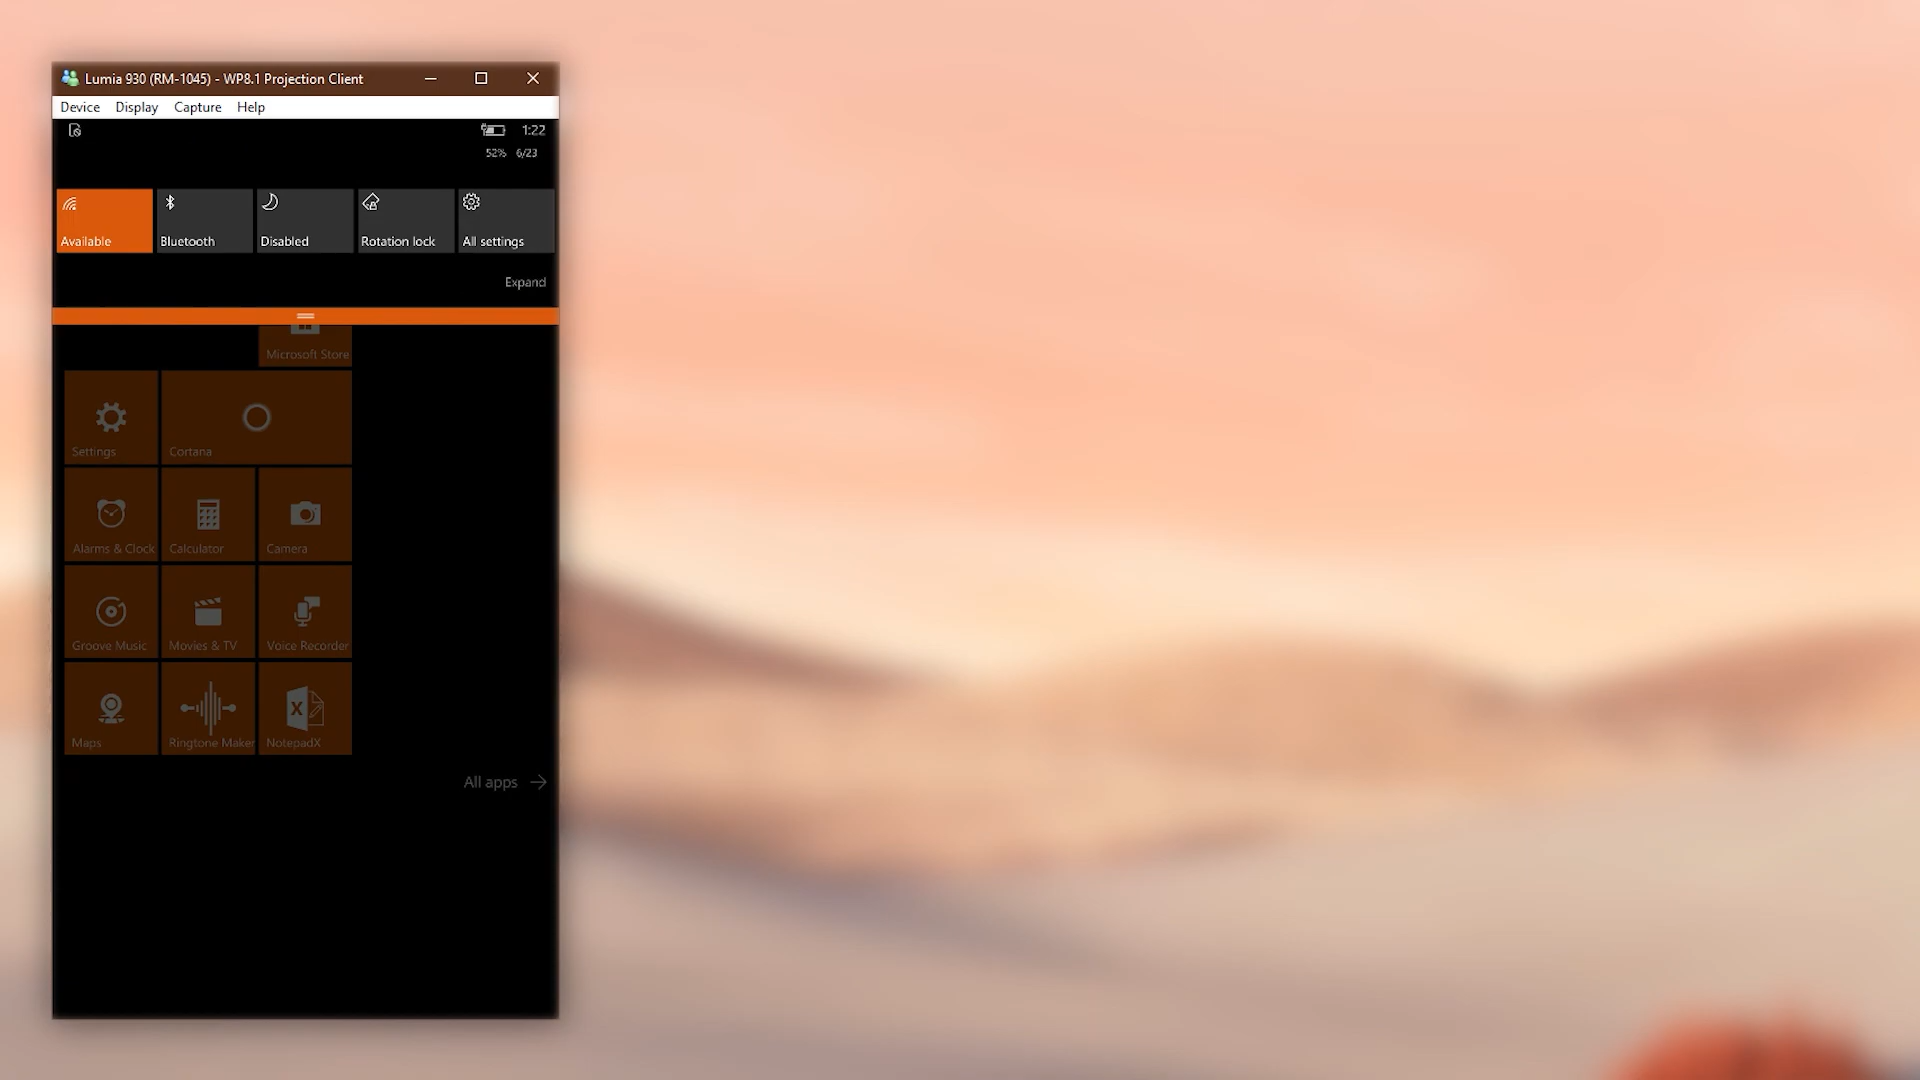 Lumia 930 (RM-1045) - WP8.1 Projection Client
Device Display Capture Help
1:22
52% 6/23
Available Bluetooth Disabled Rotation lock All settings
Expand
Microsoft Store
Settings Cortana
Alarms & Clock Calculator Camera
Groove Music Movies & TV Voice Recorder
Maps Ringtone Maker NotepadX
All apps